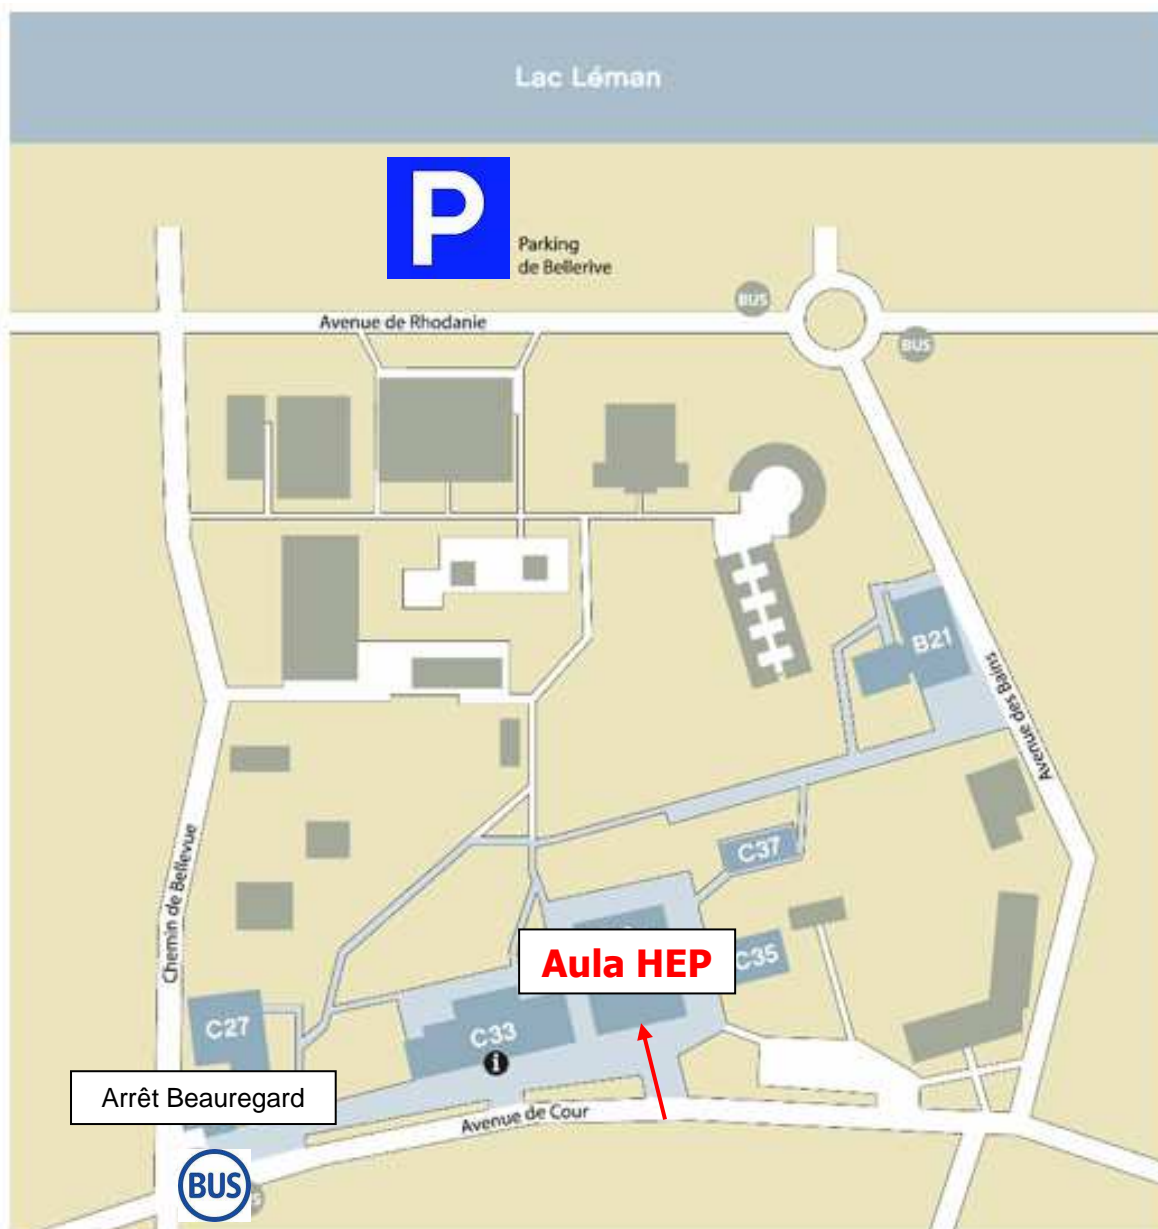 Lac Léman
P
Parking
de Bellerive
BUS
Avenue de Rhodanie
BUS
B21
Avenue des Bains
C37
Chemin de Bellevue
Aula HEP
C35
C27
C33
i
Arrêt Beauregard
Avenue de Cour
BUS